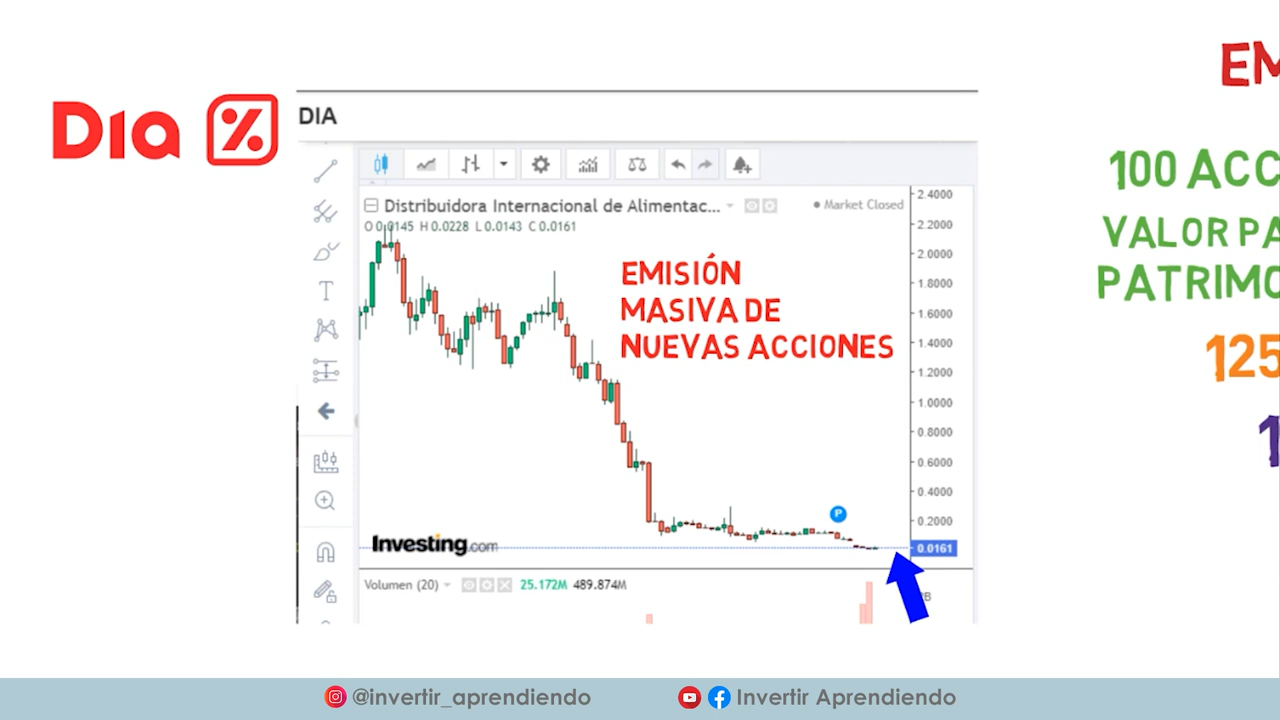 Dia %
DIA
Distribuidora Internacional de Alimentac...
Market Closed
O 0.0145 H 0.0228 L 0.0143 C 0.0161
EMISIÓN
MASIVA DE
NUEVAS ACCIONES
2.4000
2.2000
2.0000
1.8000
1.6000
1.4000
1.2000
1.0000
0.8000
0.6000
0.4000
0.2000
0.0161
P
Investing.com
Volumen (20)
25.172M 489.874M
EM
100 ACC
VALOR PA
PATRIMO
125
1
@invertir_aprendiendo
Invertir Aprendiendo